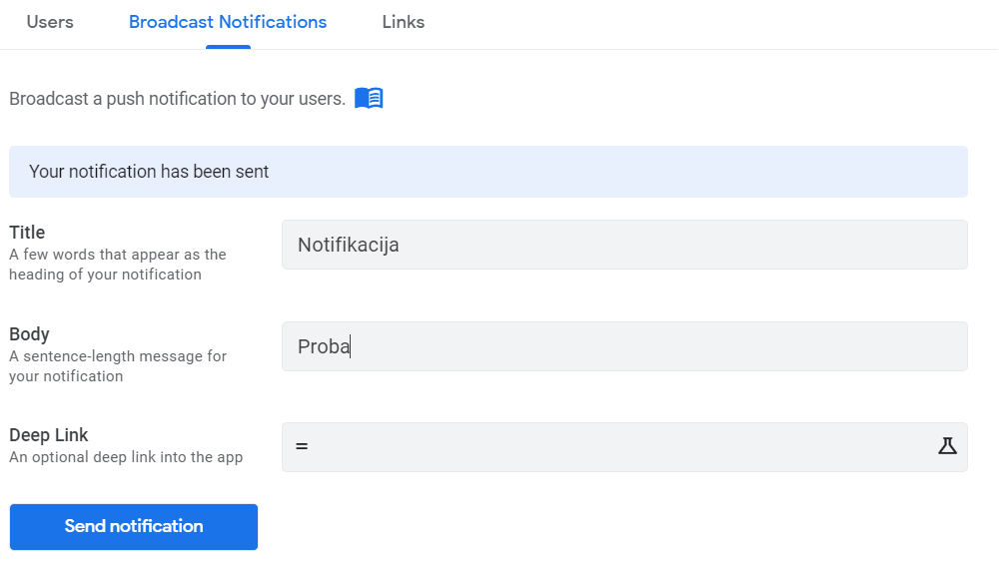 Users Broadcast Notifications Links
Broadcast a push notification to your users.
Your notification has been sent
Title
A few words that appear as the
heading of your notification
Notifikacija
Body
A sentence-length message for
your notification
Proba
Deep Link
An optional deep link into the app
=
Send notification